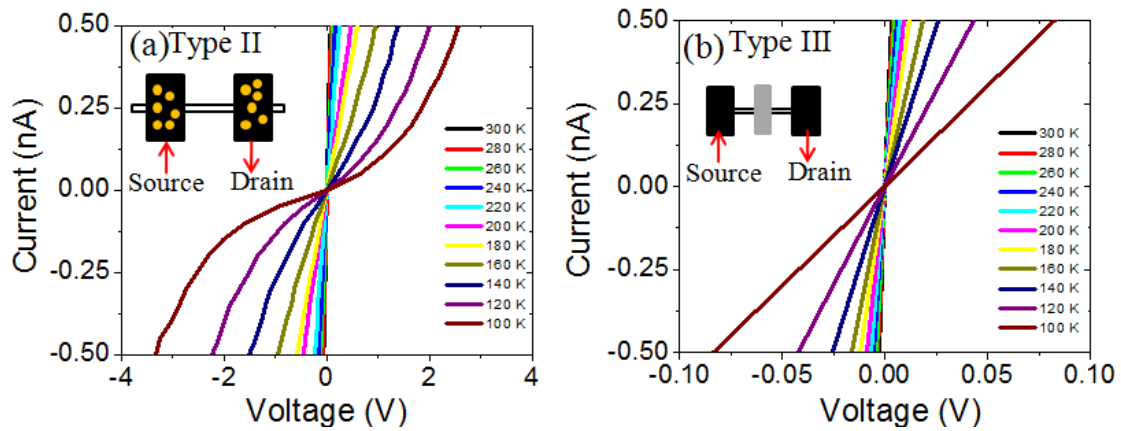 (a) Type II
0.50
0.25
0.00
-0.25
-0.50
Current (nA)
Source
Drain
300 K
280 K
260 K
240 K
220 K
200 K
180 K
160 K
140 K
120 K
100 K
-4
-2
0
2
4
Voltage (V)
(b) Type III
0.50
0.25
0.00
-0.25
-0.50
Current (nA)
Source
Drain
300 K
280 K
260 K
240 K
220 K
200 K
180 K
160 K
140 K
120 K
100 K
-0.10
-0.05
0.00
0.05
0.10
Voltage (V)